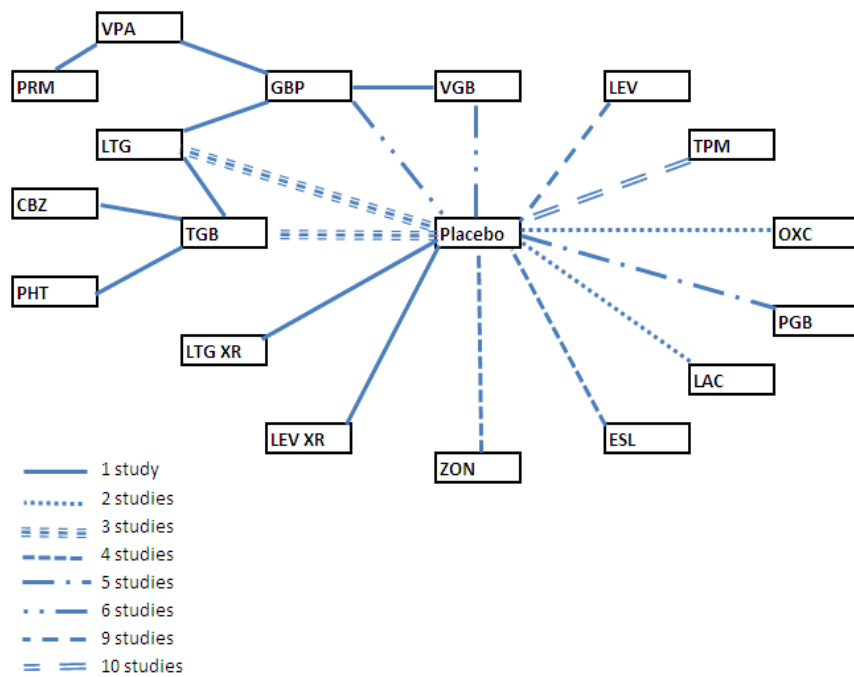 VPA
PRM
GBP
VGB
LEV
LTG
TPM
CBZ
TGB
Placebo
OXC
PHT
PGB
LTG XR
LAC
LEV XR
ZON
ESL
1 study
2 studies
3 studies
4 studies
5 studies
6 studies
9 studies
10 studies